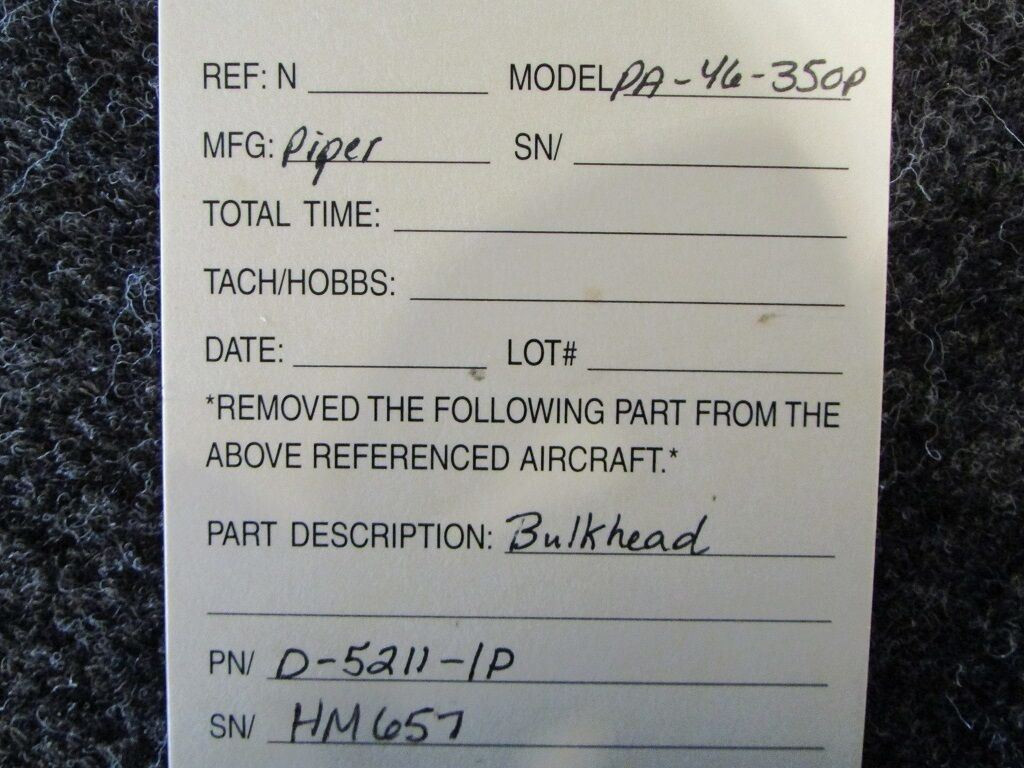 REF: N MODEL PA-46-350P
MFG: Piper SN/
TOTAL TIME:
TACH/HOBBS:
DATE: LOT#
*REMOVED THE FOLLOWING PART FROM THE
ABOVE REFERENCED AIRCRAFT.*
PART DESCRIPTION: Bulkhead
PN/ D-5211-1P
SN/ HM657